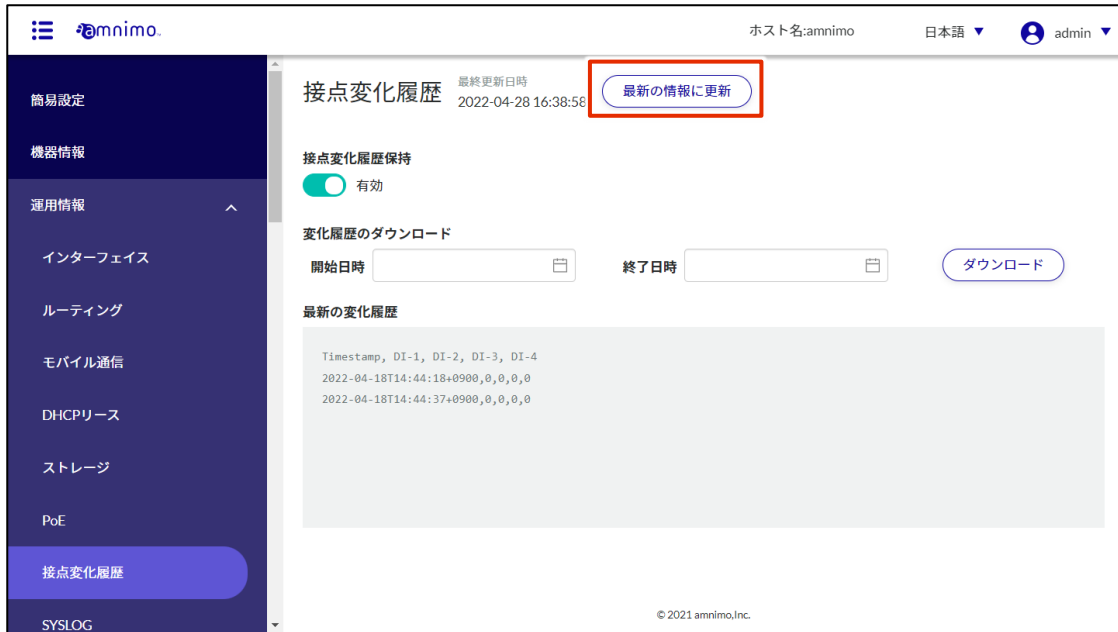 amnimo
ホスト名:amnimo
日本語 ▼
admin ▼
簡易設定
機器情報
運用情報
インターフェイス
ルーティング
モバイル通信
DHCPリース
ストレージ
PoE
接点変化履歴
SYSLOG
接点変化履歴
最終更新日時
2022-04-28 16:38:58
最新の情報に更新
接点変化履歴保持
有効
変化履歴のダウンロード
開始日時
終了日時
ダウンロード
最新の変化履歴
Timestamp, DI-1, DI-2, DI-3, DI-4
2022-04-18T14:44:18+0900,0,0,0,0
2022-04-18T14:44:37+0900,0,0,0,0
© 2021 amnimo,Inc.